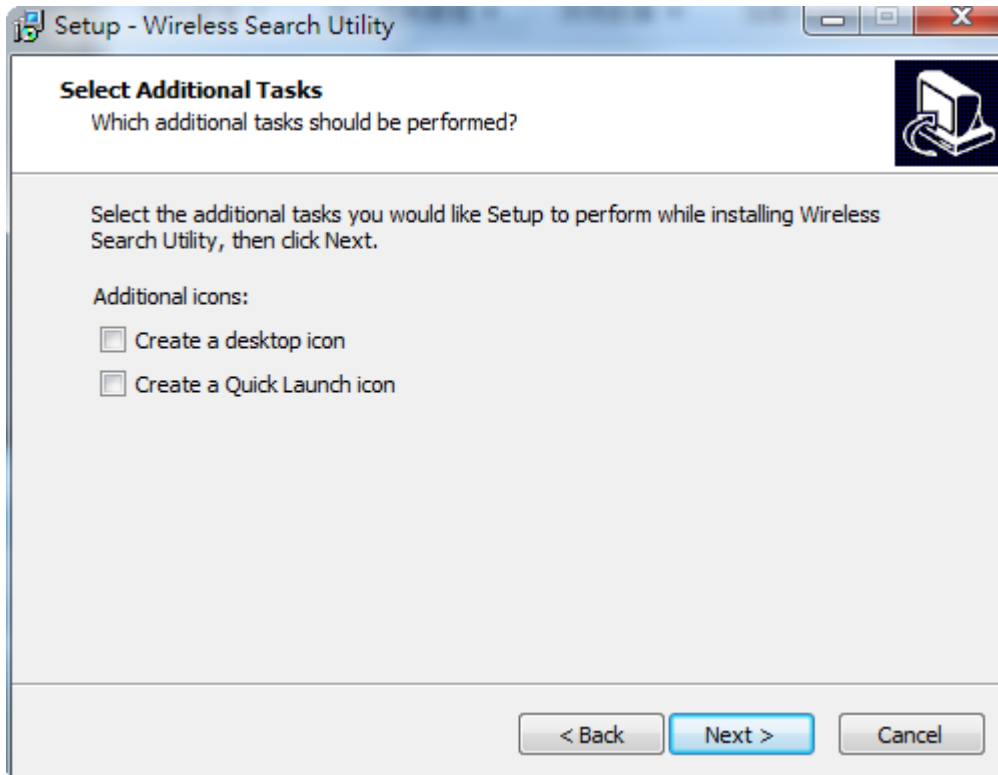 Setup - Wireless Search Utility
Select Additional Tasks
Which additional tasks should be performed?
Select the additional tasks you would like Setup to perform while installing Wireless
Search Utility, then click Next.
Additional icons:
Create a desktop icon
Create a Quick Launch icon
< Back
Next >
Cancel